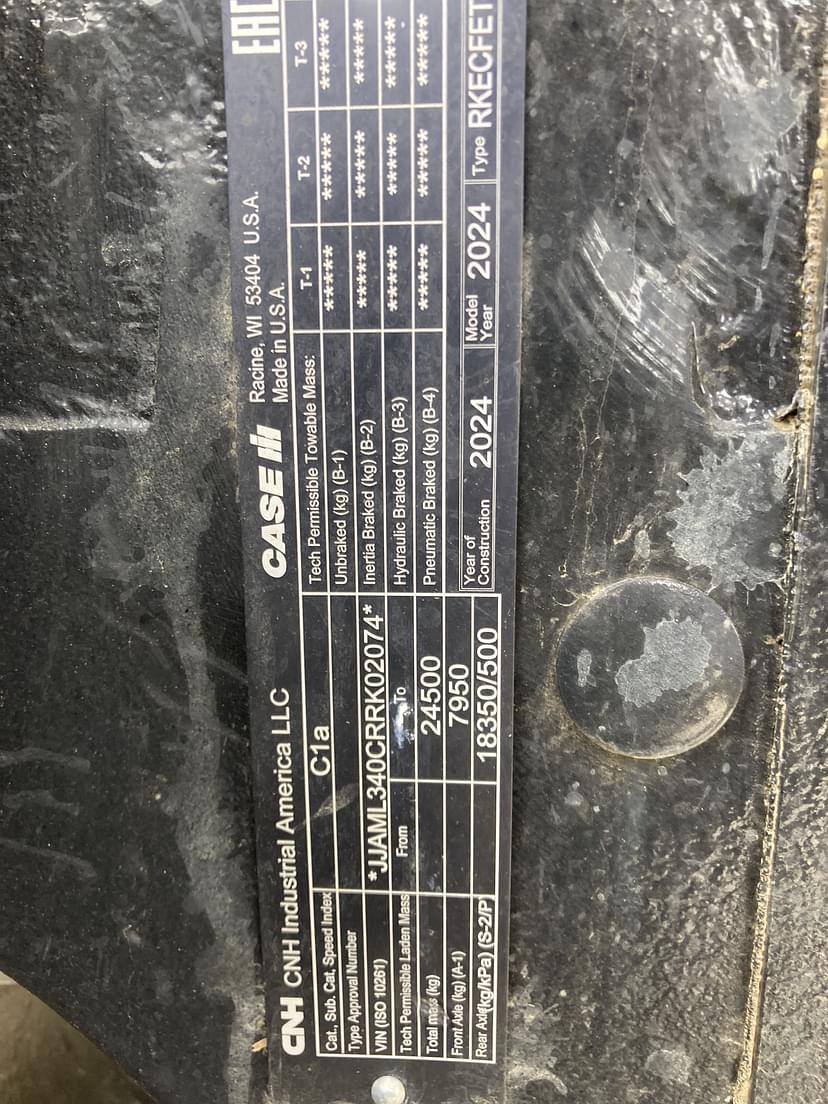 CNH CNH Industrial America LLC CASE III Racine, WI 53404 U.S.A. EAC
Made in U.S.A.
Cat., Sub. Cat, Speed Index C1a
Type Approval Number
VIN (ISO 10261) *JJAML340CRRK02074*
Tech Permissible Laden Mass From To
Total mass (kg) 24500
Front Axle (kg) (A-1) 7950
Rear Axle(kg/kPa) (S-2/P) 18350/500
Tech Permissible Towable Mass: T-1 T-2 T-3
Unbraked (kg) (B-1) ***** ***** *****
Inertia Braked (kg) (B-2) ***** ***** *****
Hydraulic Braked (kg) (B-3) ***** ***** *****
Pneumatic Braked (kg) (B-4) ***** ***** *****
Year of Construction 2024 Model Year 2024 Type RKECFET